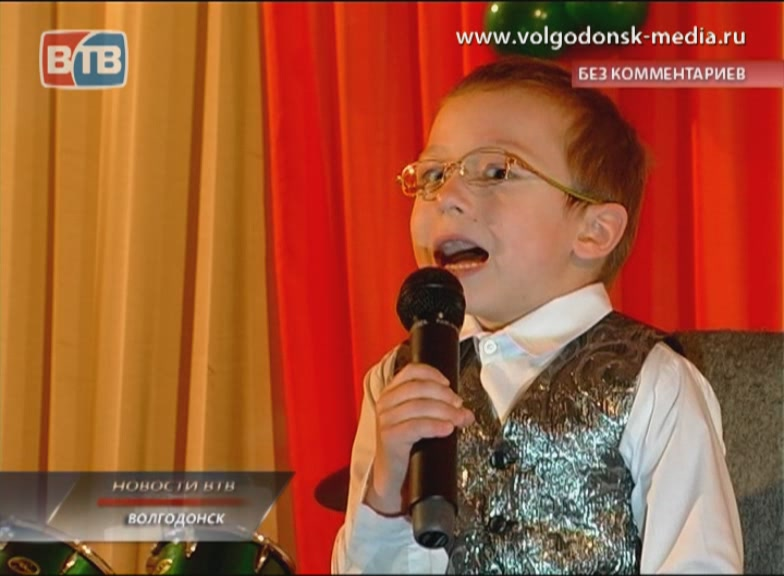 www.volgodonsk-media.ru
ВТВ
БЕЗ КОММЕНТАРИЕВ
НОВОСТИ ВТВ
ВОЛГОДОНСК